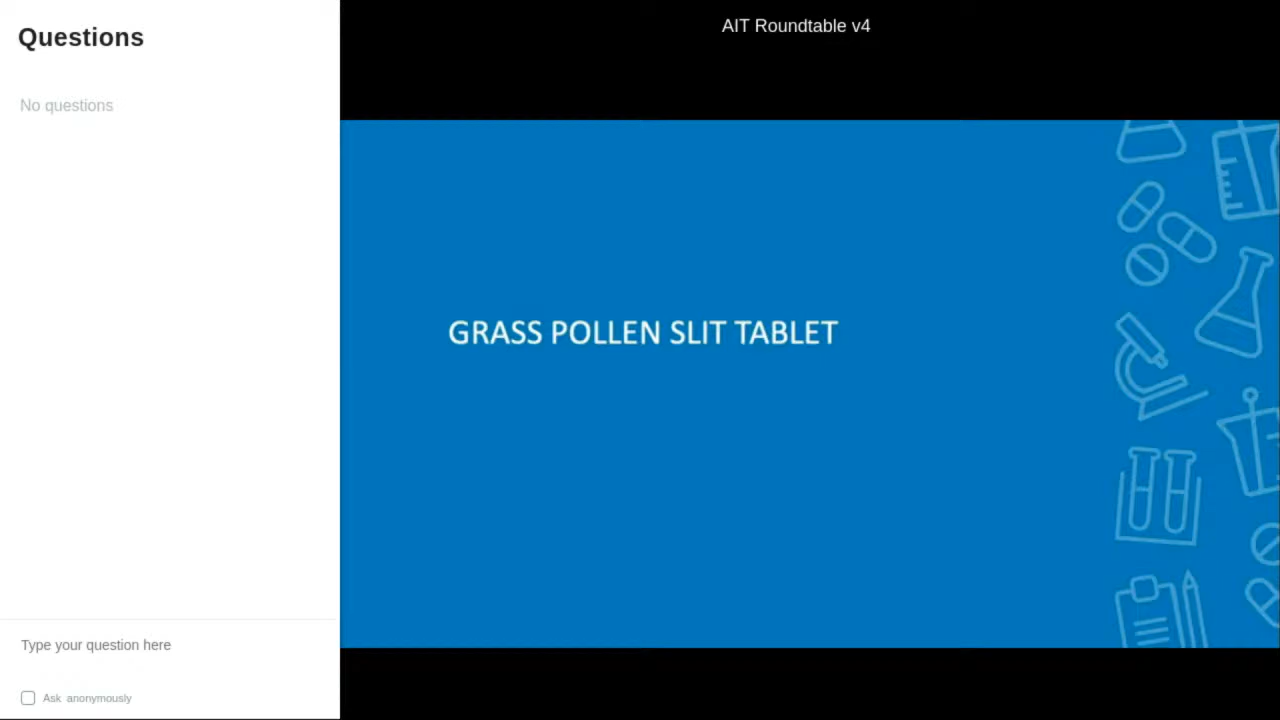 Questions
No questions
Type your question here
Ask anonymously
AIT Roundtable v4
GRASS POLLEN SLIT TABLET